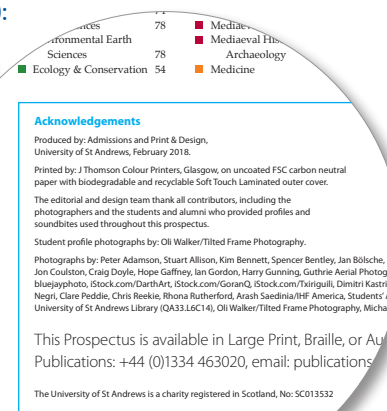 ):
78
Mediaeval
Environmental Earth
Mediaeval
Sciences 78
Archaeology
Ecology & Conservation 54
Medicine
Acknowledgements
Produced by: Admissions and Print & Design,
University of St Andrews, February 2018.
Printed by: J Thomson Colour Printers, Glasgow, on uncoated FSC carbon neutral
paper with biodegradable and recyclable Soft Touch Laminated outer cover.
The editorial and design team thank all contributors, including the
photographers and the students and alumni who provided profiles and
soundbites used throughout this prospectus.
Student profile photographs by: Oli Walker/Tilted Frame Photography.
Photographs by: Peter Adamson, Stuart Allison, Kim Bennett, Spencer Bentley, Jan Bölsche,
Jon Coulston, Craig Doyle, Hope Gaffney, Ian Gordon, Harry Gunning, Guthrie Aerial Photog
bluejayphoto, iStock.com/DarthArt, iStock.com/GoranQ, iStock.com/Txiriguili, Dimitri Kastri
Negri, Clare Peddie, Chris Reekie, Rhona Rutherford, Arash Saedinia/IHF America, Students'
University of St Andrews Library (QA33.L6C14), Oli Walker/Tilted Frame Photography, Micha
This Prospectus is available in Large Print, Braille, or Au
Publications: +44 (0)1334 463020, email: publications
The University of St Andrews is a charity registered in Scotland, No: SC013532